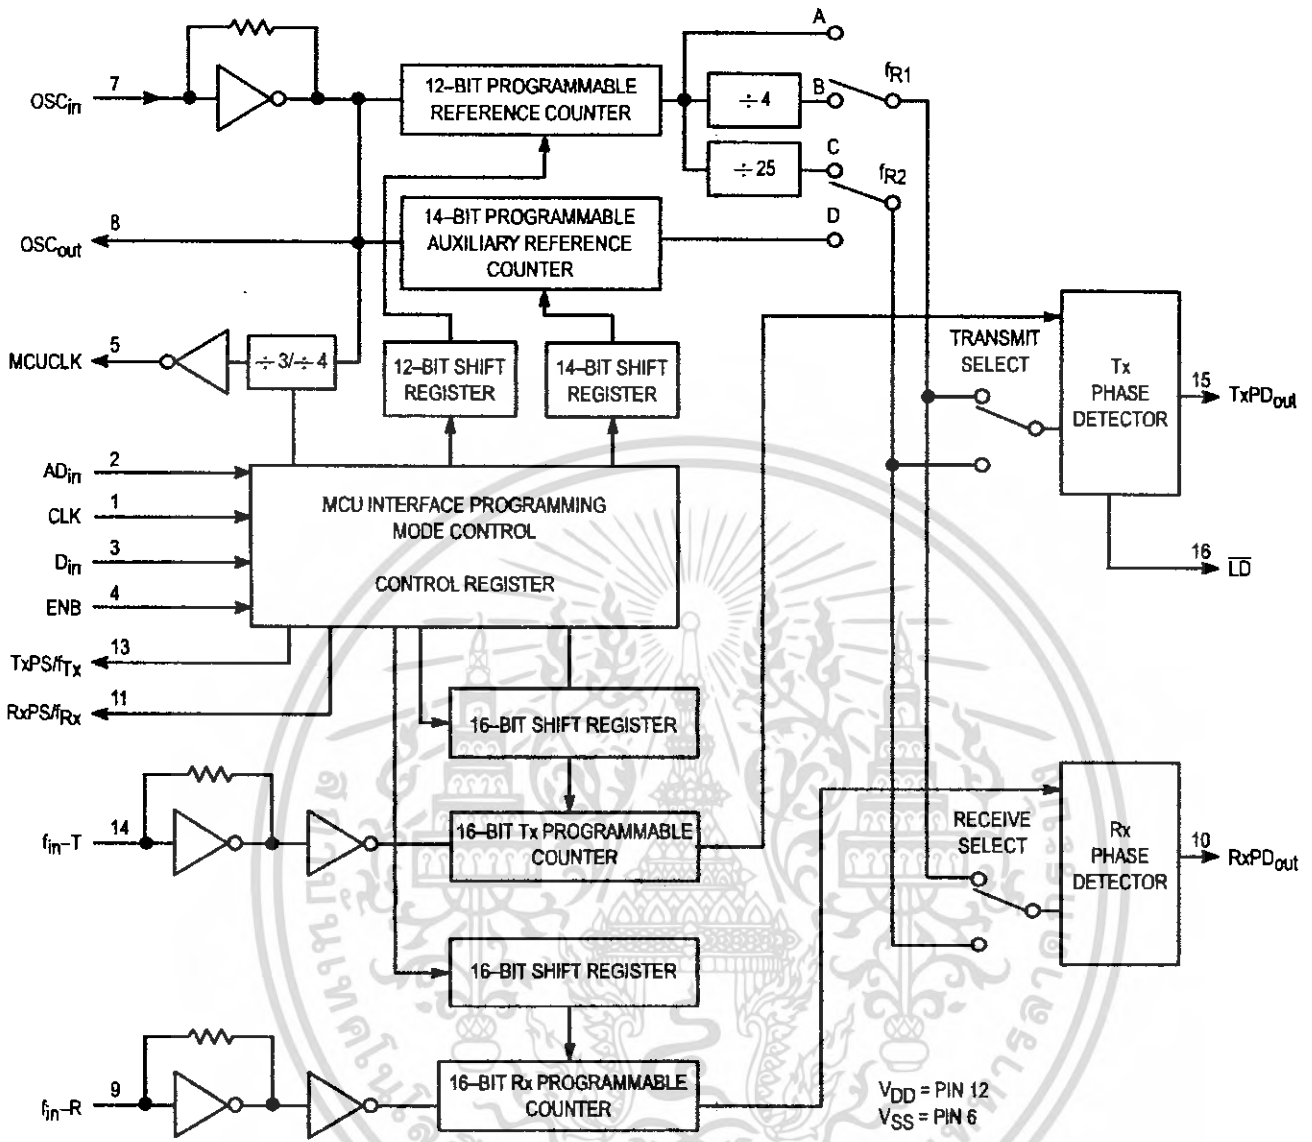 A
7
OSCin
12–BIT PROGRAMMABLE
REFERENCE COUNTER
÷ 4
B
fR1
÷ 25
C
fR2
8
OSCout
14–BIT PROGRAMMABLE
AUXILIARY REFERENCE
COUNTER
D
5
MCUCLK
÷ 3/÷ 4
12–BIT SHIFT
REGISTER
14–BIT SHIFT
REGISTER
TRANSMIT
SELECT
Tx
PHASE
DETECTOR
15
TxPDout
2
ADin
1
CLK
3
Din
4
ENB
MCU INTERFACE PROGRAMMING
MODE CONTROL
CONTROL REGISTER
16
LD
13
TxPS/fTx
11
RxPS/fRx
16–BIT SHIFT REGISTER
14
fin–T
16–BIT Tx PROGRAMMABLE
COUNTER
RECEIVE
SELECT
Rx
PHASE
DETECTOR
10
RxPDout
16–BIT SHIFT REGISTER
9
fin–R
16–BIT Rx PROGRAMMABLE
COUNTER
VDD = PIN 12
VSS = PIN 6